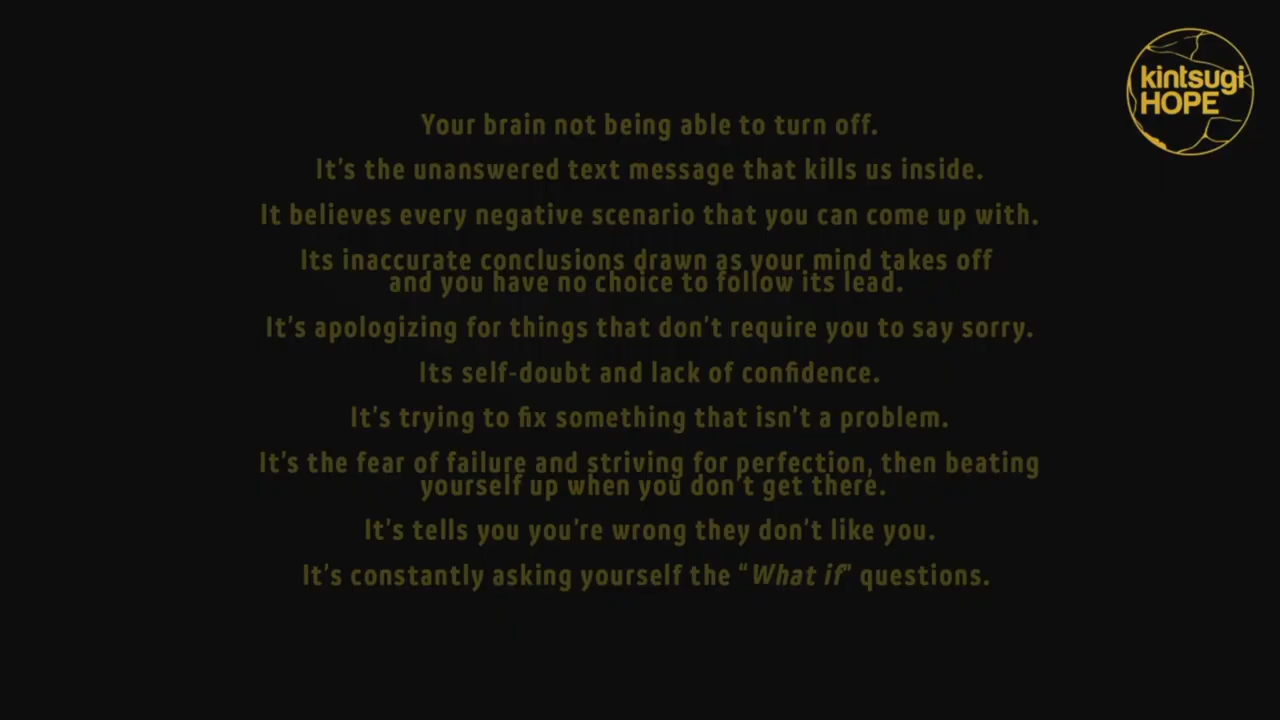 kintsugi
HOPE
Your brain not being able to turn off.
It's the unanswered text message that kills us inside.
It believes every negative scenario that you can come up with.
Its inaccurate conclusions drawn as your mind takes off
and you have no choice to follow its lead.
It's apologizing for things that don't require you to say sorry.
Its self-doubt and lack of confidence.
It's trying to fix something that isn't a problem.
It's the fear of failure and striving for perfection, then beating
yourself up when you don't get there.
It's tells you you're wrong they don't like you.
It's constantly asking yourself the “What if” questions.